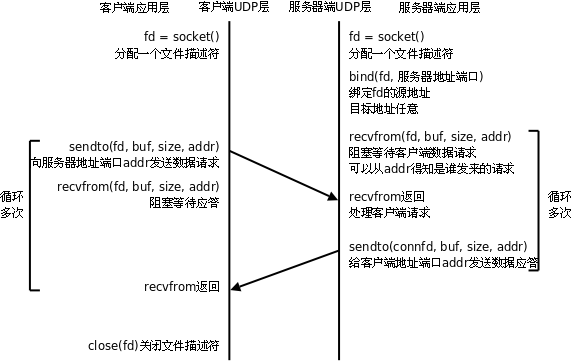 客户端应用层
客户端UDP层
服务器端UDP层
服务器端应用层
fd = socket()
分配一个文件描述符
fd = socket()
分配一个文件描述符
bind(fd, 服务器地址端口)
绑定fd的源地址
目标地址任意
sendto(fd, buf, size, addr)
向服务器地址端口addr发送数据请求
recvfrom(fd, buf, size, addr)
阻塞等待应答
循环
多次
recvfrom(fd, buf, size, addr)
阻塞等待客户端数据请求
可以从addr得知是谁发来的请求
recvfrom返回
处理客户端请求
循环
多次
sendto(connfd, buf, size, addr)
给客户端地址端口addr发送数据应答
recvfrom返回
close(fd)关闭文件描述符